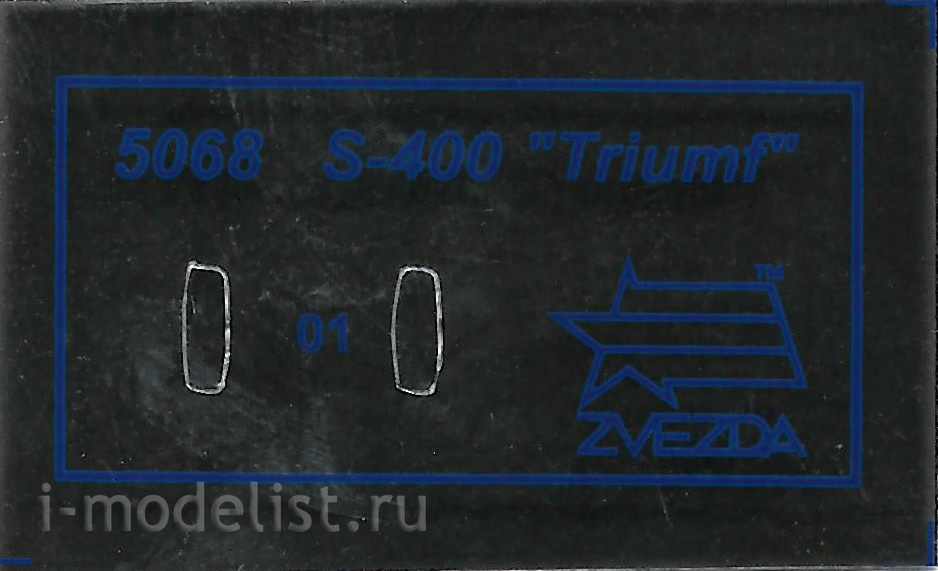 5068 S-400 "Triumf"
01
TM
ZVEZDA
i-modelist.ru